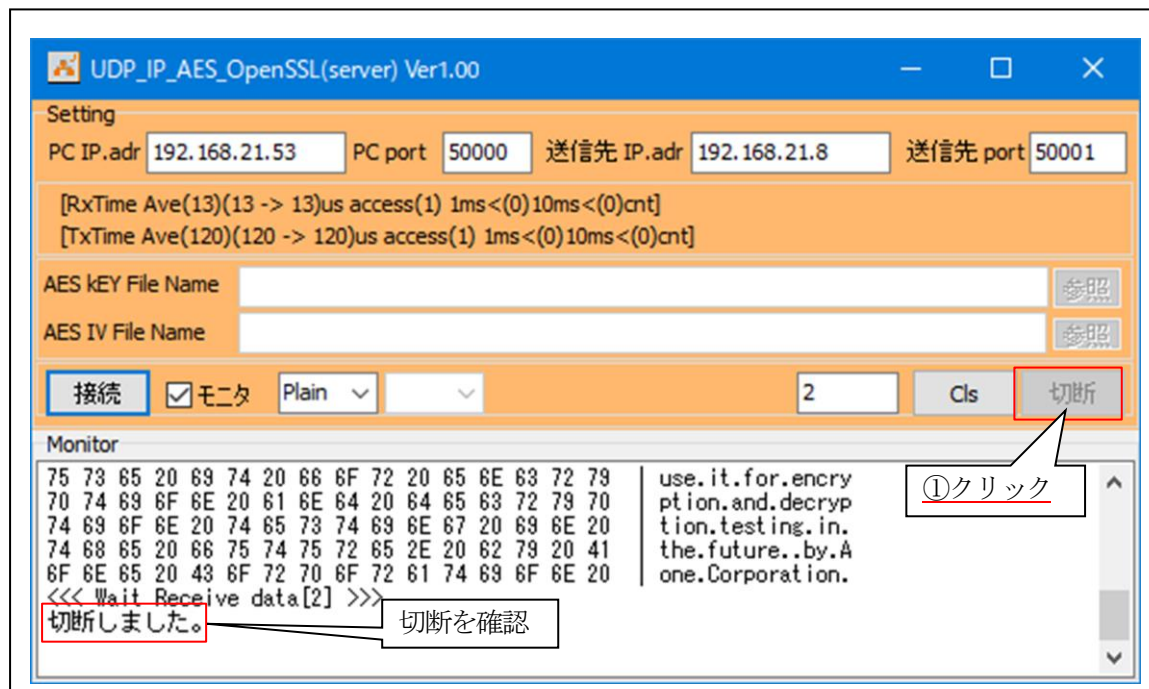 UDP_IP_AES_OpenSSL(server) Ver1.00
Setting
PC IP.adr 192.168.21.53 PC port 50000 送信先 IP.adr 192.168.21.8 送信先 port 50001
[RxTime Ave(13)(13 -> 13)us access(1) 1ms<(0)10ms<(0)cnt]
[TxTime Ave(120)(120 -> 120)us access(1) 1ms<(0)10ms<(0)cnt]
AES kEY File Name 参照
AES IV File Name 参照
接続 モニタ Plain 2 Cls 切断
Monitor
75 73 65 20 69 74 20 66 6F 72 20 65 6E 63 72 79 | use.it.for.encry
70 74 69 6F 6E 20 61 6E 64 20 64 65 63 72 79 70 | ption.and.decryp
74 69 6F 6E 20 74 65 73 74 69 6E 67 20 69 6E 20 | tion.testing.in.
74 68 65 20 66 75 74 75 72 65 2E 20 62 79 20 41 | the.future..by.A
6F 6E 65 20 43 6F 72 70 6F 72 61 74 69 6F 6E 20 | one.Corporation.
①クリック
<<< Wait Receive data[2] >>>
切断しました。
切断を確認